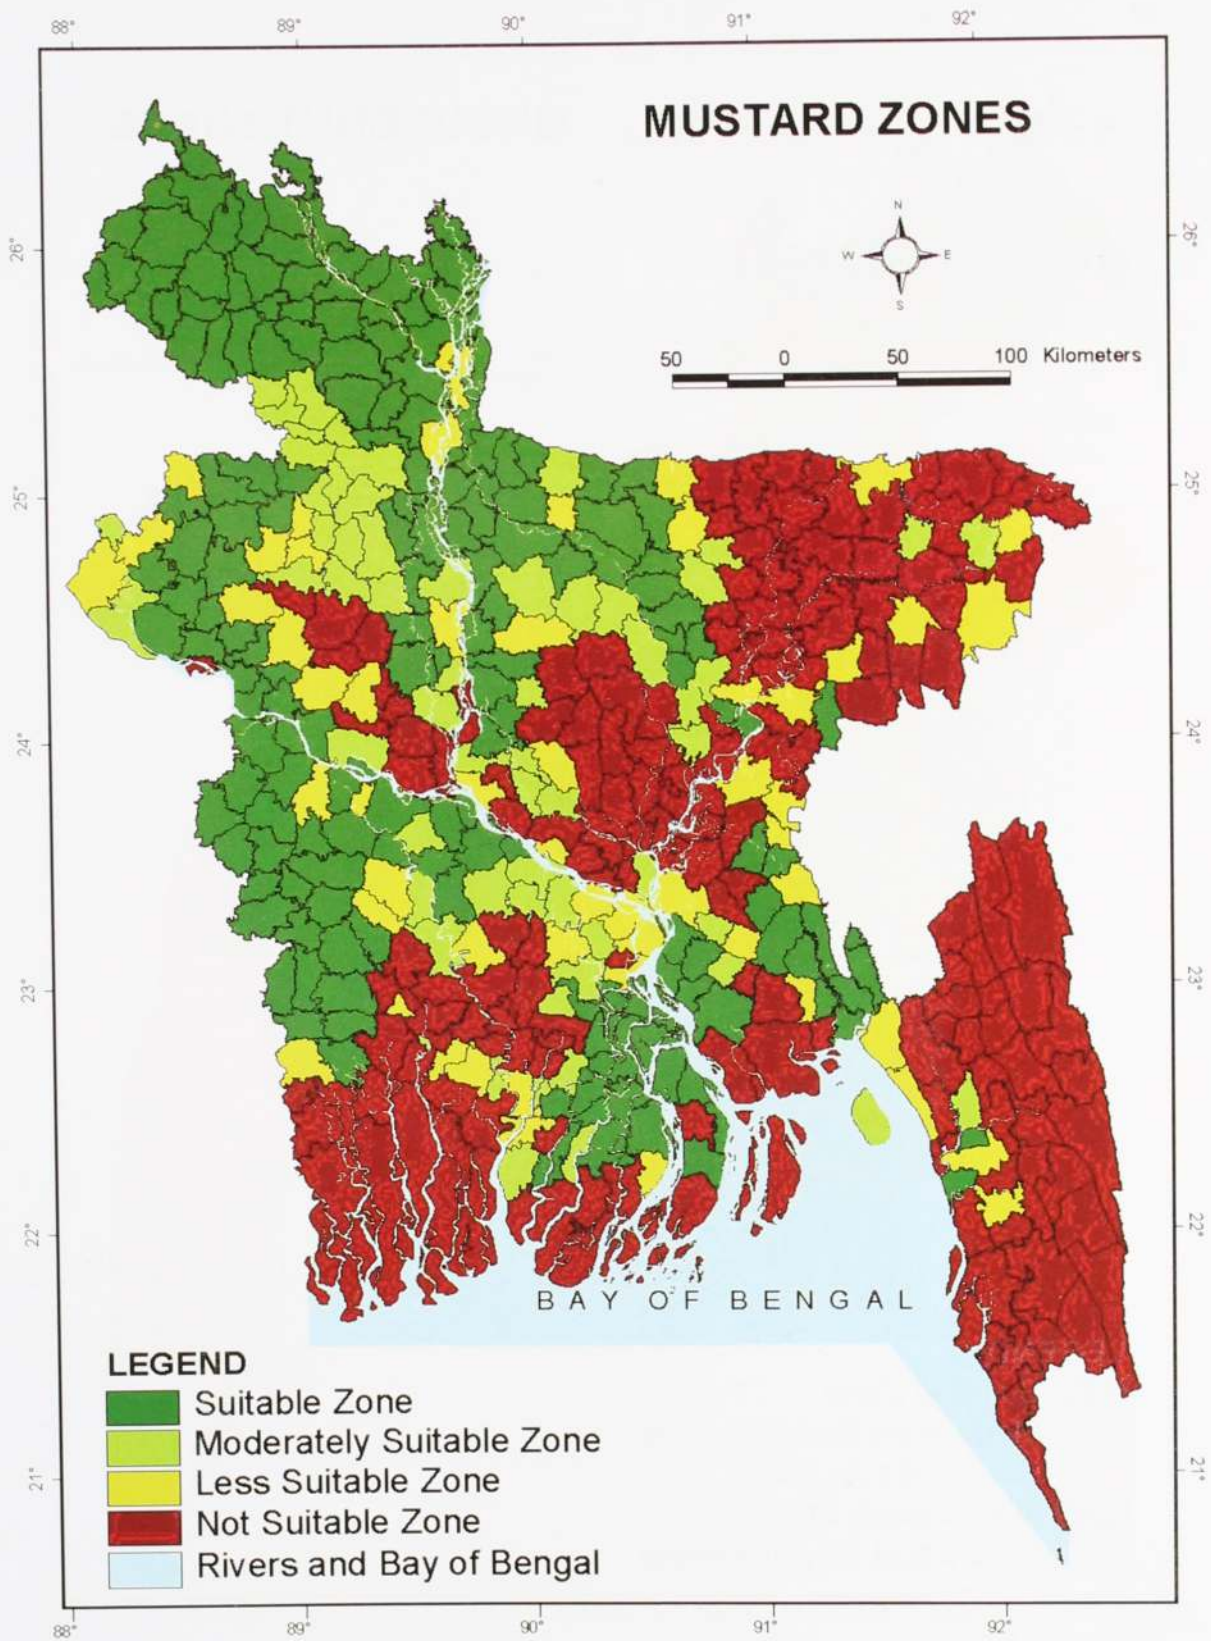 88° 89° 90° 91° 92°
MUSTARD ZONES
N
W E
S
26° 26°
50 0 50 100 Kilometers
25° 25°
24° 24°
23° 23°
22° 22°
BAY OF BENGAL
LEGEND
Suitable Zone
Moderately Suitable Zone
Less Suitable Zone
21° 21°
Not Suitable Zone
Rivers and Bay of Bengal
88° 89° 90° 91° 92°